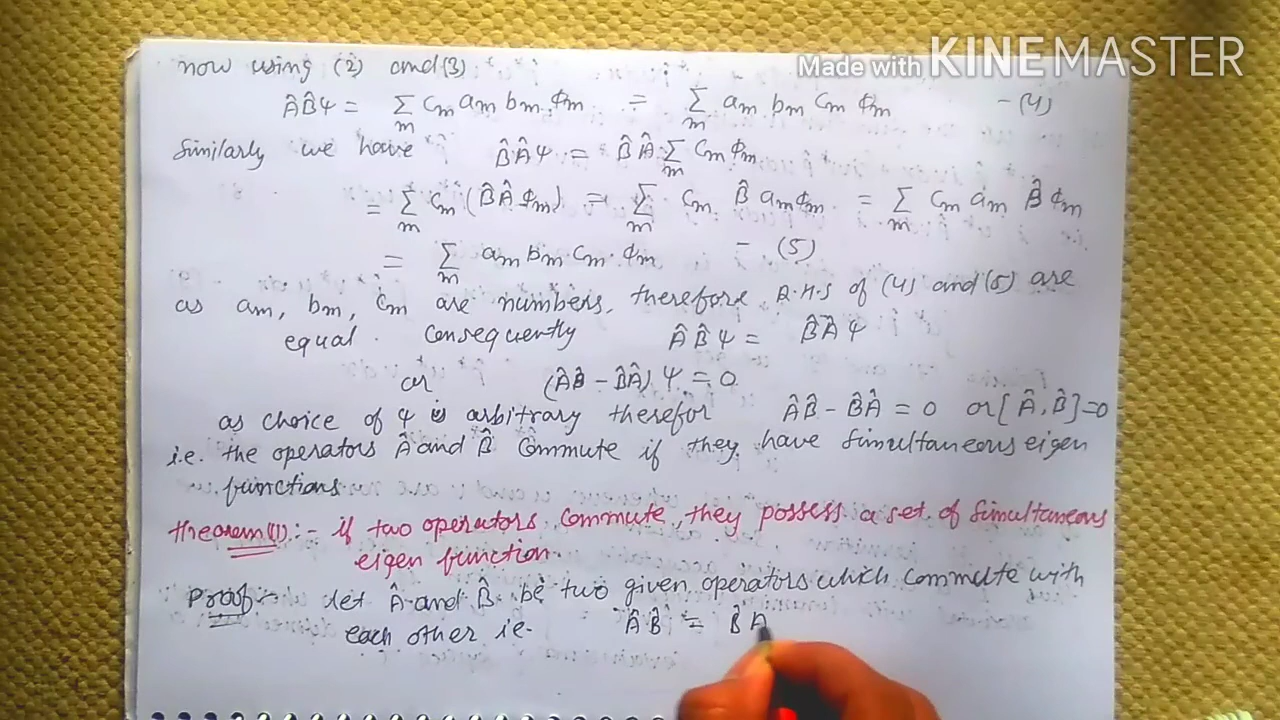 Made with KINEMASTER
now using (2) and (3)
ÂB̂Ψ = Σ_m c_m a_m b_m ϕ_m = Σ_m a_m b_m c_m ϕ_m - (4)
Similarly we have B̂ÂΨ = B̂Â Σ_m c_m ϕ_m
= Σ_m c_m (B̂Âϕ_m) = Σ_m c_m B̂ a_m ϕ_m = Σ_m c_m a_m B̂ ϕ_m
= Σ_m a_m b_m c_m ϕ_m - (5)
as a_m, b_m, c_m are numbers, therefore R.H.S of (4) and (5) are
equal. Consequently ÂB̂Ψ = B̂ÂΨ
or (ÂB̂ - B̂Â)Ψ = 0
as choice of Ψ is arbitrary therefor ÂB̂ - B̂Â = 0 or [Â, B̂] = 0
i.e. the operators Â and B̂ commute if they have simultaneous eigen
functions
theorem (11):- if two operators commute, they possess a set of simultaneous
eigen function.
Proof:- Let Â and B̂ be two given operators which commute with
each other i.e. ÂB̂ = B̂A